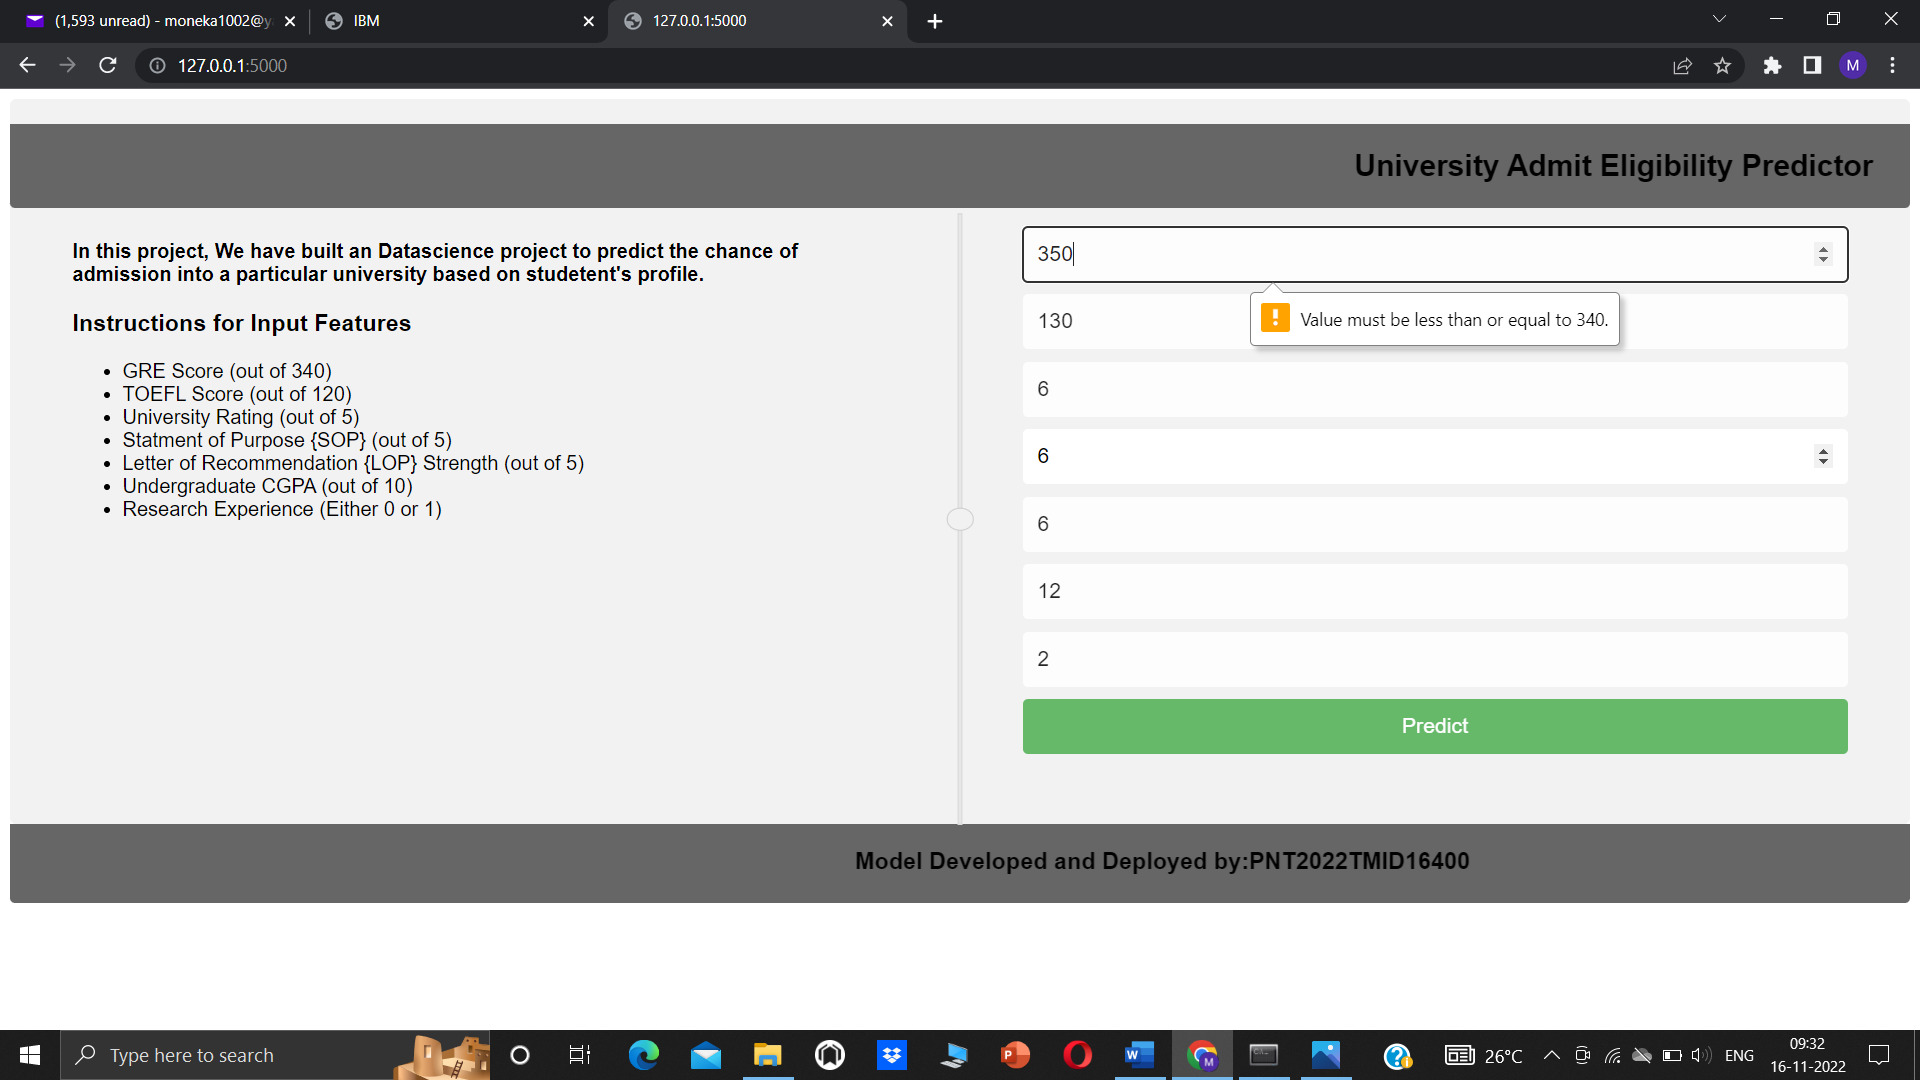 (1,593 unread) - moneka1002@y
IBM
127.0.0.1:5000
127.0.0.1:5000
M
University Admit Eligibility Predictor
In this project, We have built an Datascience project to predict the chance of
admission into a particular university based on studetent's profile.
Instructions for Input Features
• GRE Score (out of 340)
• TOEFL Score (out of 120)
• University Rating (out of 5)
• Statment of Purpose {SOP} (out of 5)
• Letter of Recommendation {LOP} Strength (out of 5)
• Undergraduate CGPA (out of 10)
• Research Experience (Either 0 or 1)
350
Value must be less than or equal to 340.
130
6
6
6
12
2
Predict
Model Developed and Deployed by:PNT2022TMID16400
Type here to search
26°C
ENG
09:32
16-11-2022